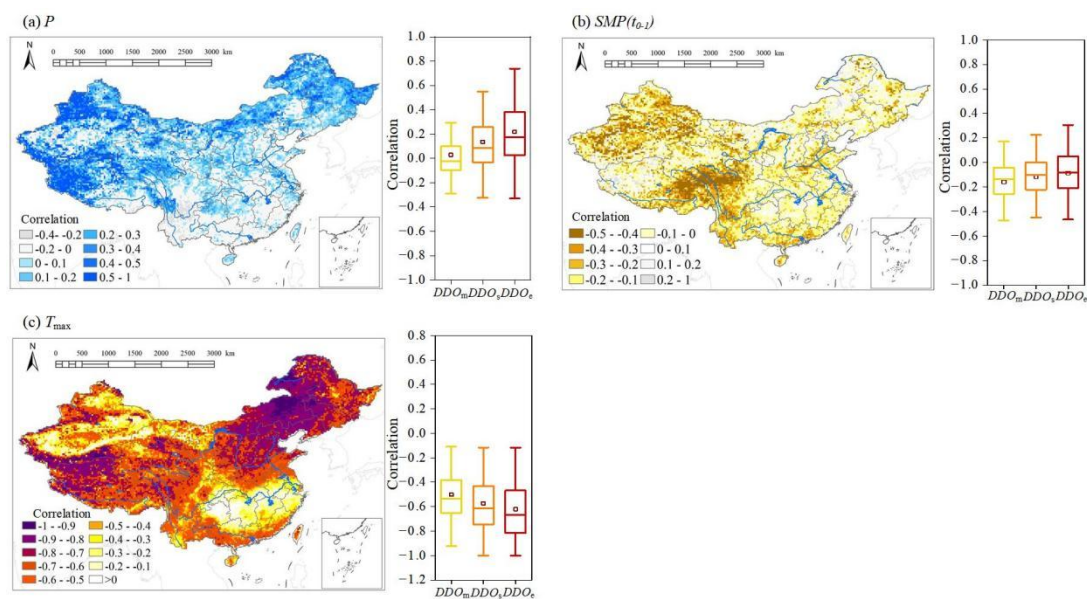 (a) P
N
0 500 1000 2000 3000 km
Correlation
-0.4 - -0.2
-0.2 - 0
0 - 0.1
0.1 - 0.2
0.2 - 0.3
0.3 - 0.4
0.4 - 0.5
0.5 - 1
Correlation
1.0
0.8
0.6
0.4
0.2
0.0
−0.2
−0.4
−0.6
−0.8
−1.0
DDOm DDOs DDOe
(b) SMP(t0-1)
N
0 500 1000 2000 3000 km
Correlation
-0.5 - -0.4
-0.4 - -0.3
-0.3 - -0.2
-0.2 - -0.1
-0.1 - 0
0 - 0.1
0.1 - 0.2
0.2 - 1
Correlation
1.0
0.8
0.6
0.4
0.2
0.0
−0.2
−0.4
−0.6
−0.8
−1.0
DDOm DDOs DDOe
(c) Tmax
N
0 500 1000 2000 3000 km
Correlation
-1 - -0.9
-0.9 - -0.8
-0.8 - -0.7
-0.7 - -0.6
-0.6 - -0.5
-0.5 - -0.4
-0.4 - -0.3
-0.3 - -0.2
-0.2 - -0.1
>0
Correlation
0.8
0.6
0.4
0.2
0.0
−0.2
−0.4
−0.6
−0.8
−1.0
−1.2
DDOm DDOs DDOe